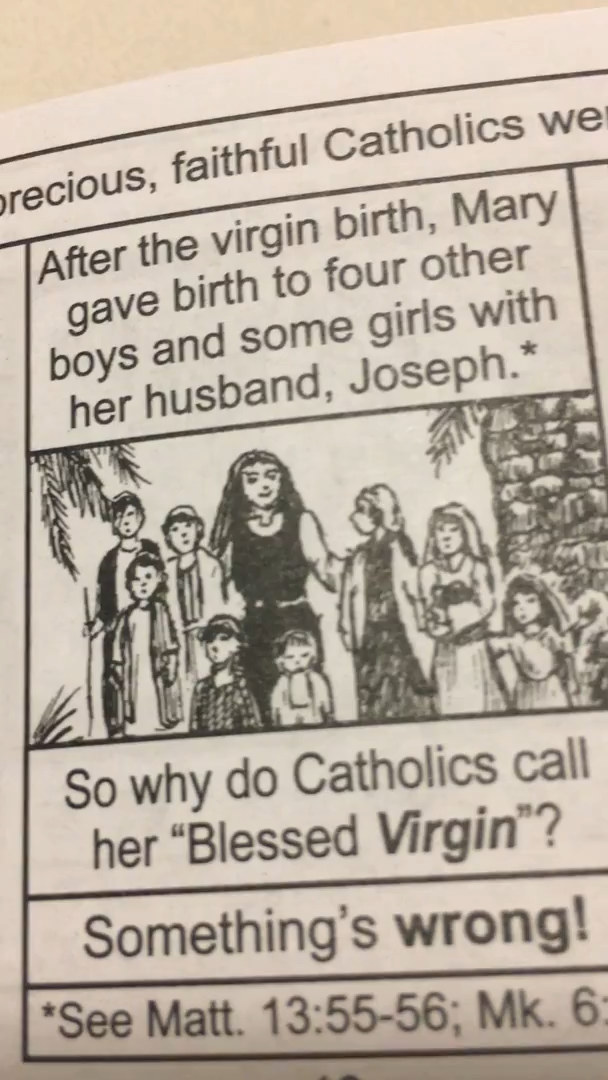 precious, faithful Catholics
After the virgin birth, Mary
gave birth to four other
boys and some girls with
her husband, Joseph.*
So why do Catholics call
her “Blessed Virgin”?
Something’s wrong!
*See Matt. 13:55-56; Mk. 6: